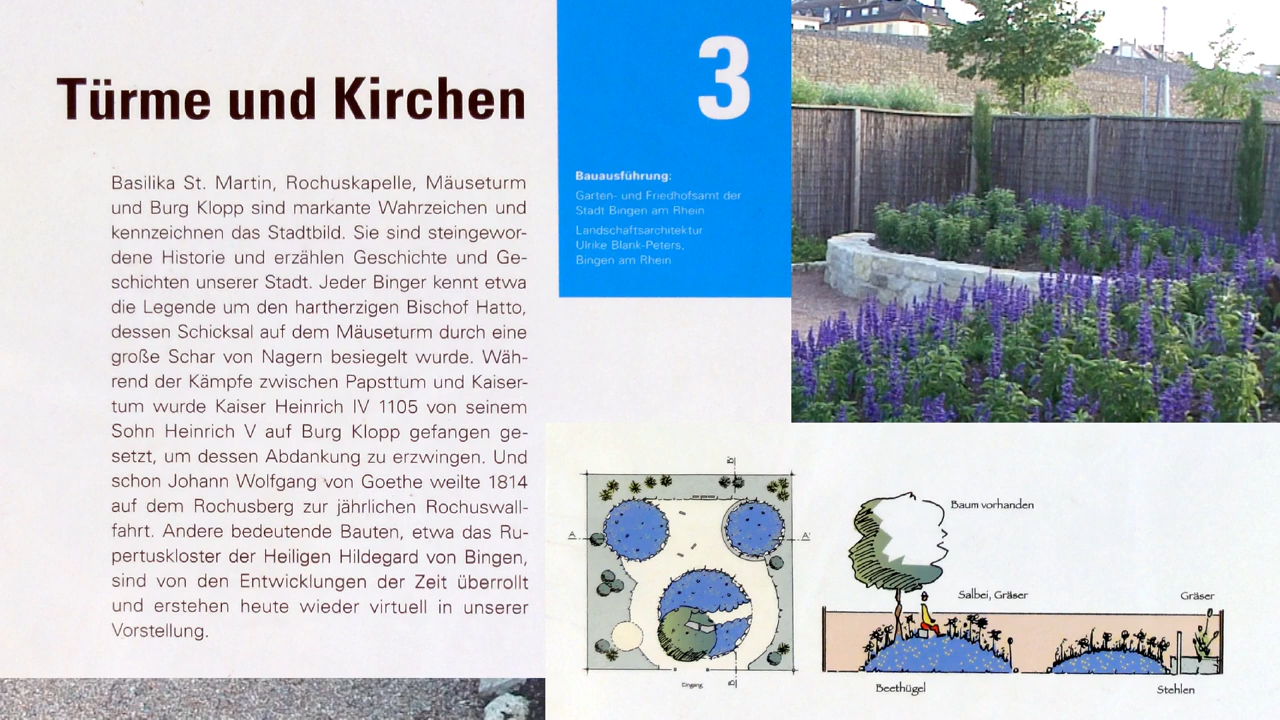 Türme und Kirchen
Basilika St. Martin, Rochuskapelle, Mäuseturm
und Burg Klopp sind markante Wahrzeichen und
kennzeichnen das Stadtbild. Sie sind steingewor-
dene Historie und erzählen Geschichte und Ge-
schichten unserer Stadt. Jeder Binger kennt etwa
die Legende um den hartherzigen Bischof Hatto,
dessen Schicksal auf dem Mäuseturm durch eine
große Schar von Nagern besiegelt wurde. Wäh-
rend der Kämpfe zwischen Papsttum und Kaiser-
tum wurde Kaiser Heinrich IV 1105 von seinem
Sohn Heinrich V auf Burg Klopp gefangen ge-
setzt, um dessen Abdankung zu erzwingen. Und
schon Johann Wolfgang von Goethe weilte 1814
auf dem Rochusberg zur jährlichen Rochuswall-
fahrt. Andere bedeutende Bauten, etwa das Ru-
pertuskloster der Heiligen Hildegard von Bingen,
sind von den Entwicklungen der Zeit überrollt
und erstehen heute wieder virtuell in unserer
Vorstellung.
3
Bauausführung:
Garten- und Friedhofsamt der
Stadt Bingen am Rhein
Landschaftsarchitektur
Ulrike Blank-Peters,
Bingen am Rhein
B'
A
A'
B
Eingang
Baum vorhanden
Salbei, Gräser
Gräser
Beethügel
Stehlen